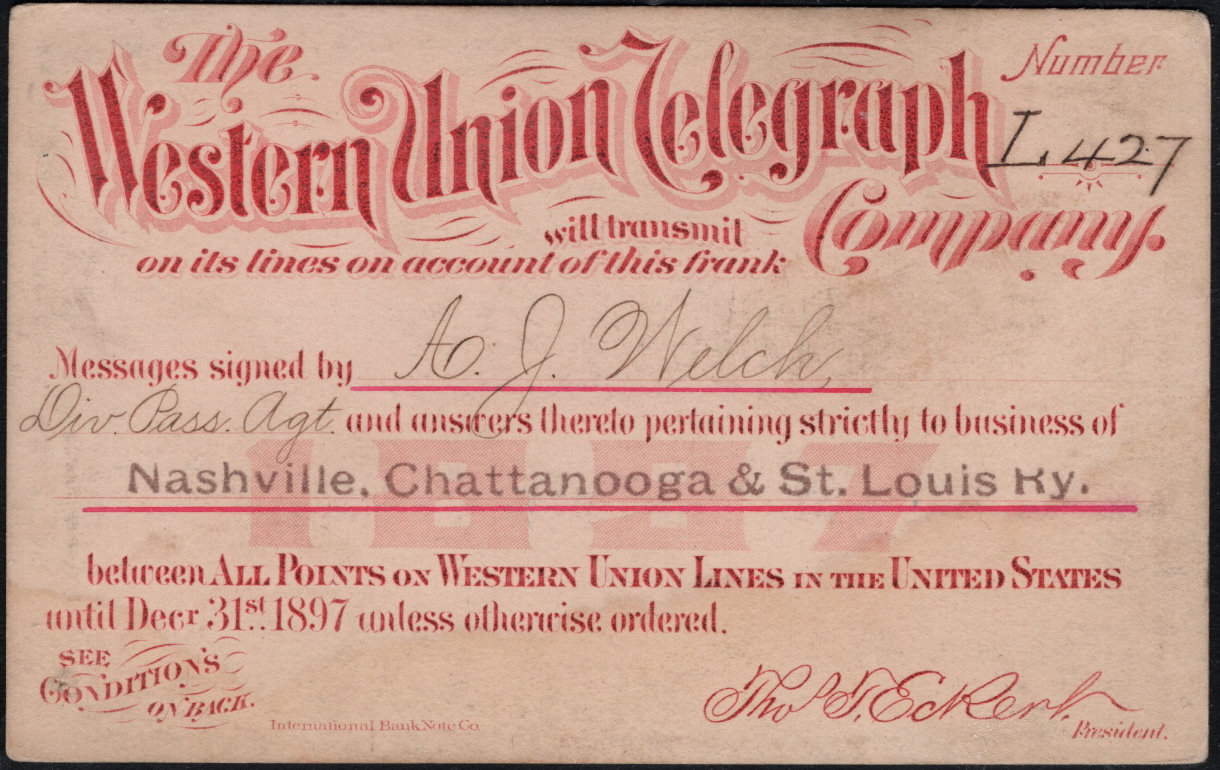 The
Western Union Telegraph
Company.
Number
L. 427
will transmit
on its lines on account of this frank
Messages signed by A. J. Welch,
Div. Pass. Agt. and answers thereto pertaining strictly to business of
1897
Nashville, Chattanooga & St. Louis Ry.
between ALL POINTS ON WESTERN UNION LINES IN THE UNITED STATES
until Decr 31st 1897 unless otherwise ordered.
SEE
CONDITIONS
ON BACK.
International Bank Note Co.
Tho T. Eckert.
President.